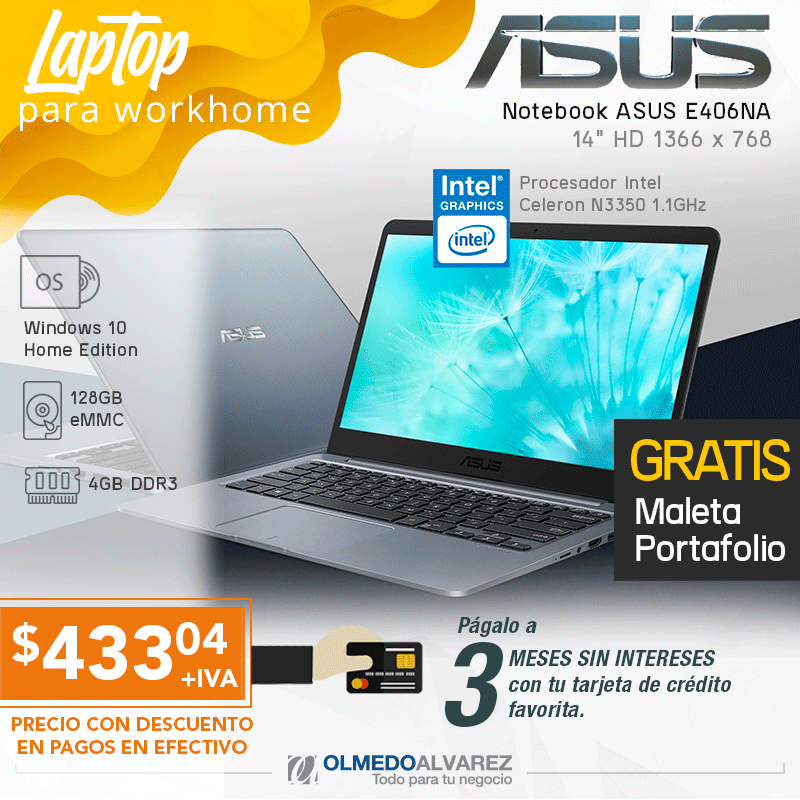 Laptop
para workhome
ASUS
Notebook ASUS E406NA
14" HD 1366 x 768
Intel®
GRAPHICS
intel
Procesador Intel
Celeron N3350 1.1GHz
OS
Windows 10
Home Edition
128GB
eMMC
4GB DDR3
ASUS
ASUS
GRATIS
Maleta
Portafolio
$433.04
+IVA
PRECIO CON DESCUENTO
EN PAGOS EN EFECTIVO
Págalo a
3 MESES SIN INTERESES
con tu tarjeta de crédito
favorita.
OLMEDOALVAREZ
Todo para tu negocio